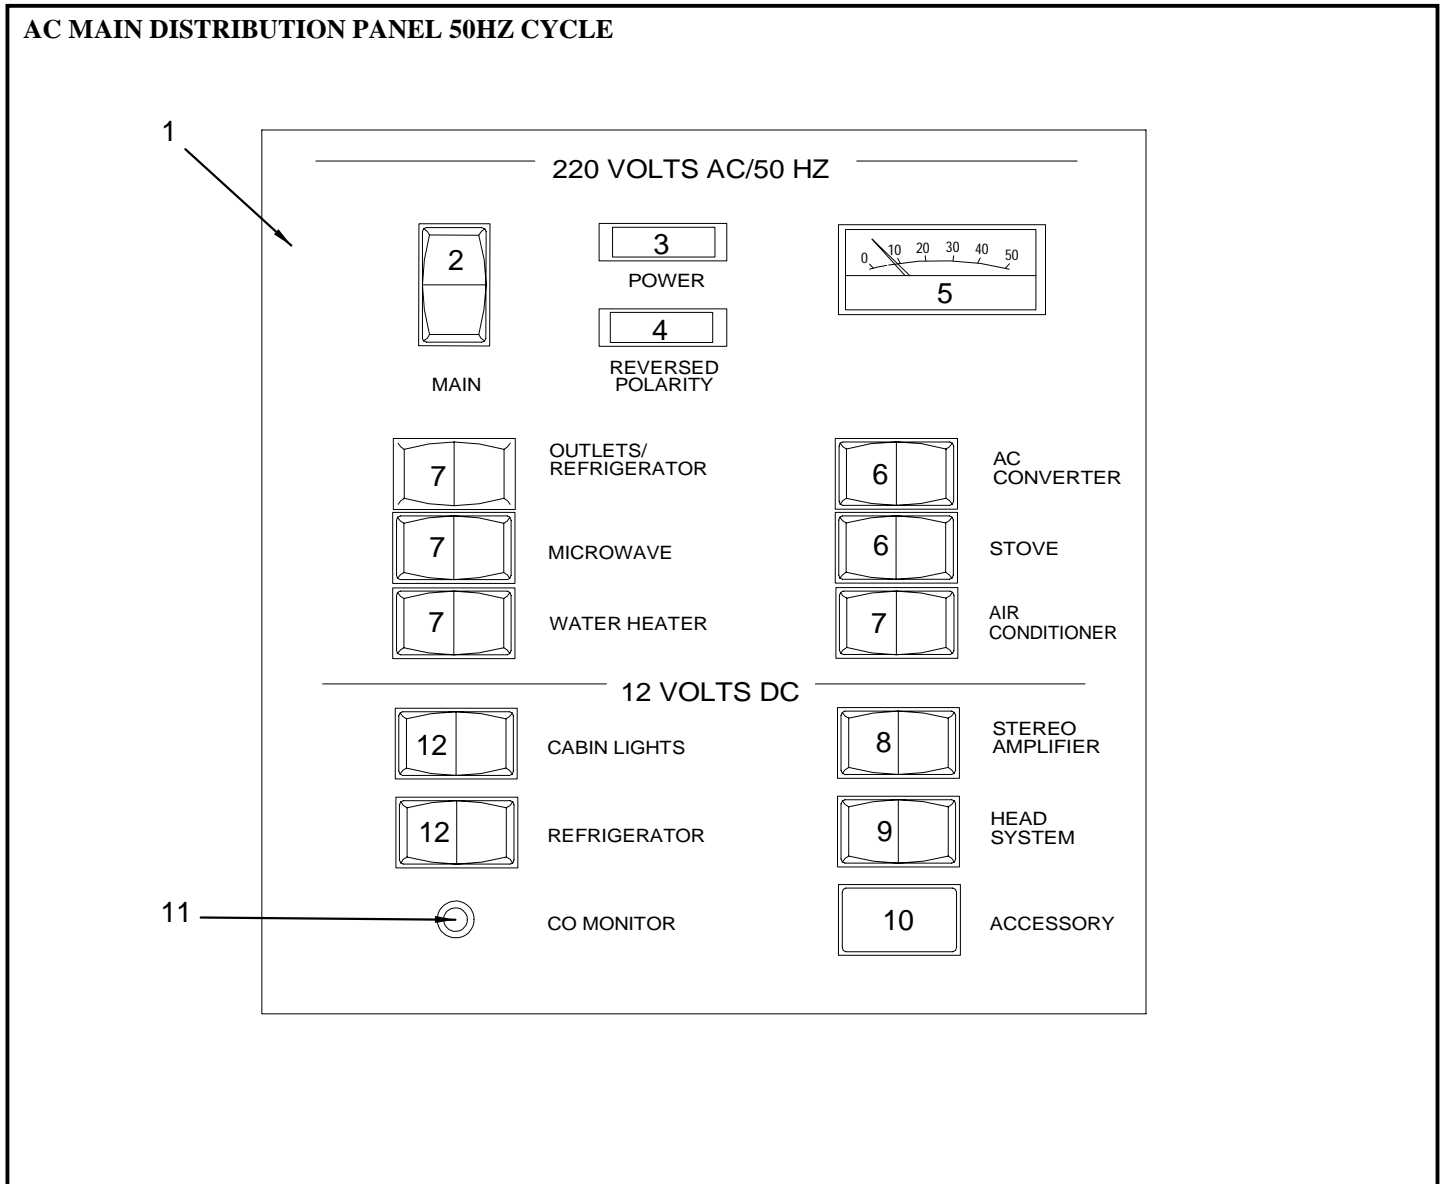 AC MAIN DISTRIBUTION PANEL 50HZ CYCLE
1
220 VOLTS AC/50 HZ
2
MAIN
3
POWER
4
REVERSED
POLARITY
0 10 20 30 40 50
5
7
OUTLETS/
REFRIGERATOR
6
AC
CONVERTER
7
MICROWAVE
6
STOVE
7
WATER HEATER
7
AIR
CONDITIONER
12 VOLTS DC
12
CABIN LIGHTS
8
STEREO
AMPLIFIER
12
REFRIGERATOR
9
HEAD
SYSTEM
11
CO MONITOR
10
ACCESSORY